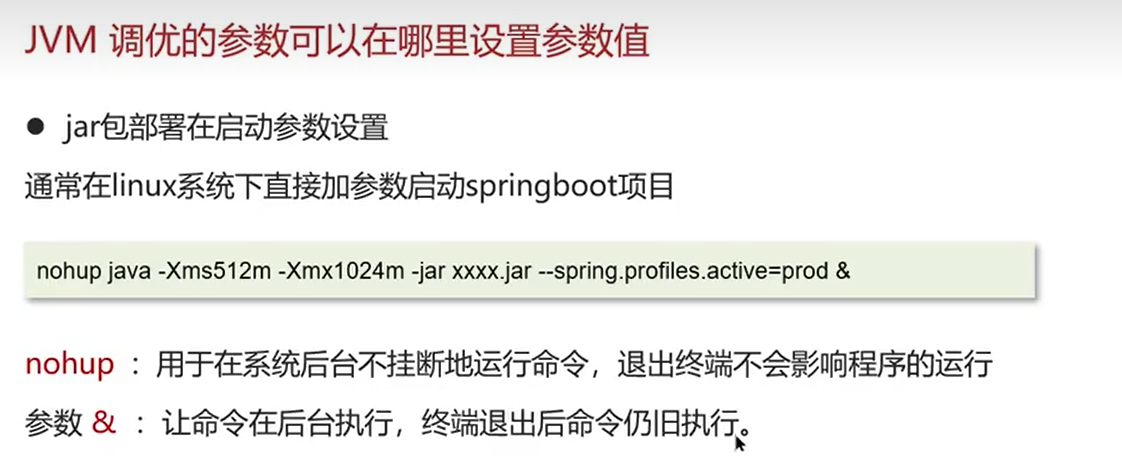 JVM 调优的参数可以在哪里设置参数值
● jar包部署在启动参数设置
通常在linux系统下直接加参数启动springboot项目
nohup java -Xms512m -Xmx1024m -jar xxxx.jar --spring.profiles.active=prod &
nohup ： 用于在系统后台不挂断地运行命令，退出终端不会影响程序的运行
参数 & ： 让命令在后台执行，终端退出后命令仍旧执行。